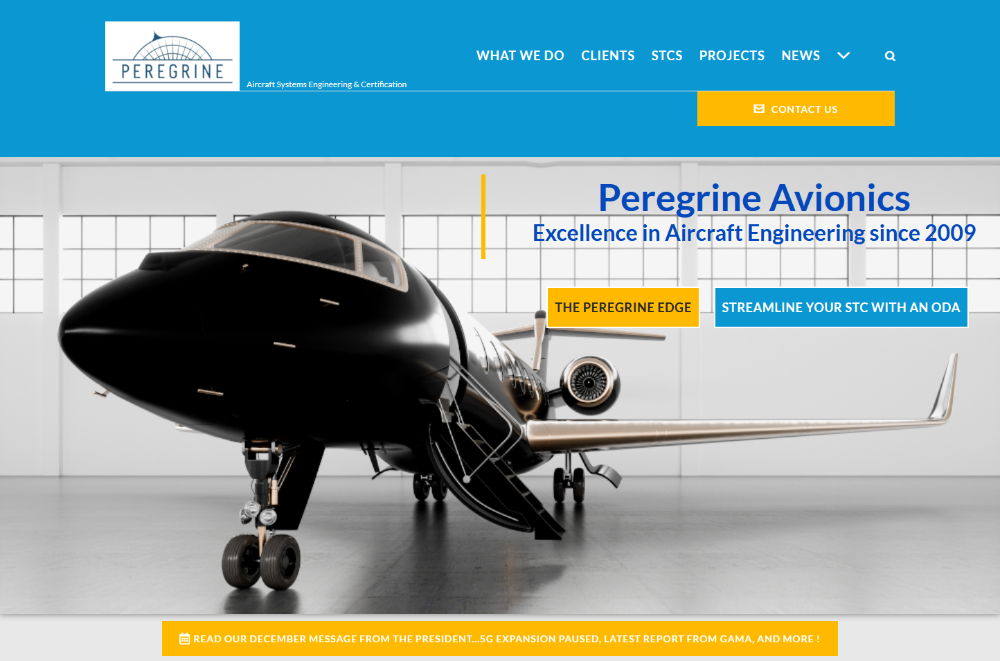 PEREGRINE
Aircraft Systems Engineering & Certification
WHAT WE DO CLIENTS STCS PROJECTS NEWS
CONTACT US
Peregrine Avionics
Excellence in Aircraft Engineering since 2009
THE PEREGRINE EDGE
STREAMLINE YOUR STC WITH AN ODA
READ OUR DECEMBER MESSAGE FROM THE PRESIDENT...5G EXPANSION PAUSED, LATEST REPORT FROM GAMA, AND MORE !